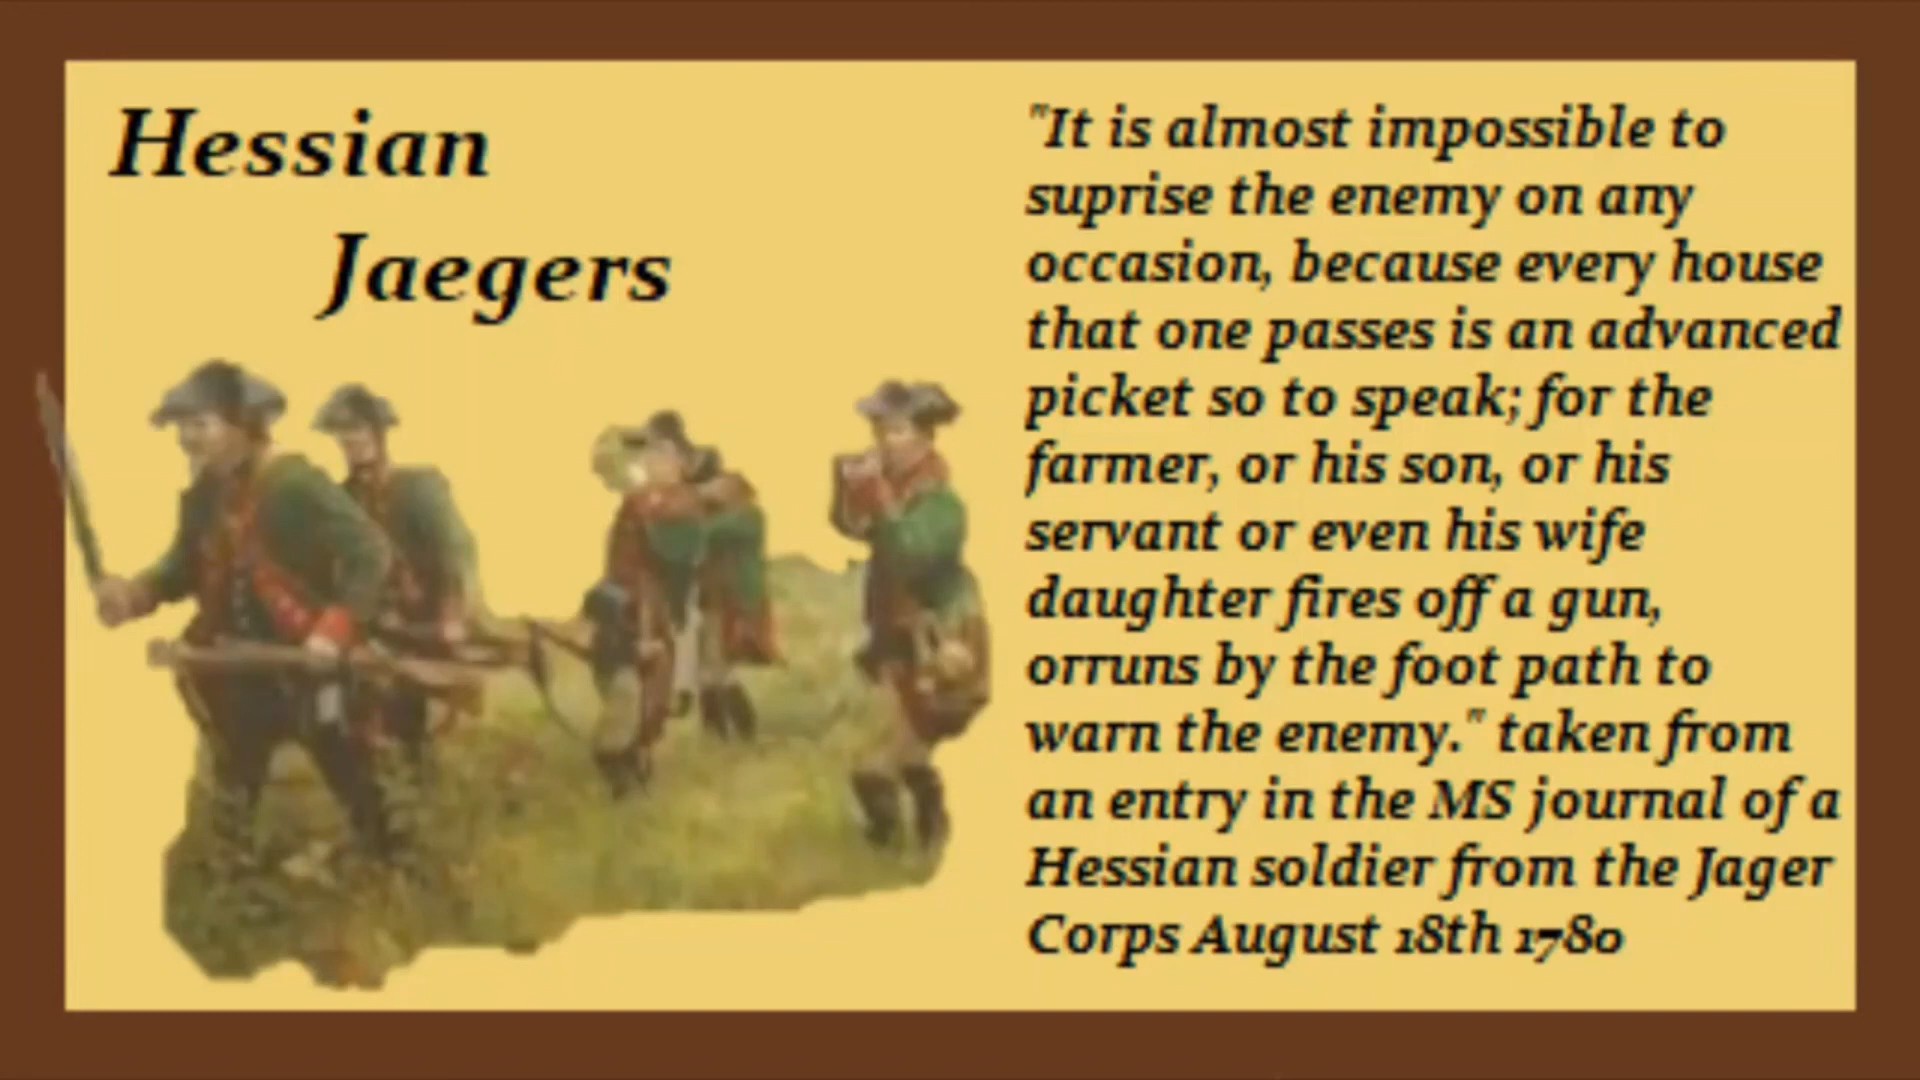 Hessian
Jaegers
"It is almost impossible to
suprise the enemy on any
occasion, because every house
that one passes is an advanced
picket so to speak; for the
farmer, or his son, or his
servant or even his wife
daughter fires off a gun,
orruns by the foot path to
warn the enemy." taken from
an entry in the MS journal of a
Hessian soldier from the Jager
Corps August 18th 1780